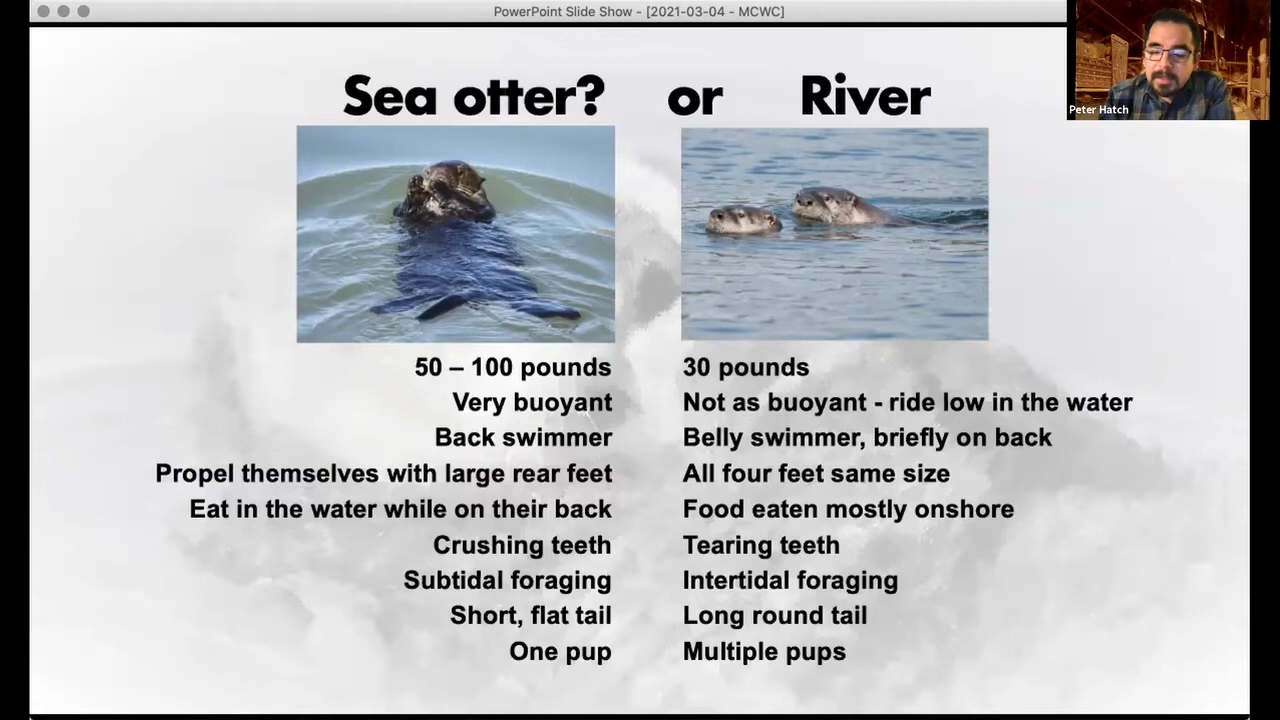 PowerPoint Slide Show - [2021-03-04 - MCWC]
Peter Hatch
Sea otter? or River
50 – 100 pounds
30 pounds
Very buoyant
Not as buoyant - ride low in the water
Back swimmer
Belly swimmer, briefly on back
Propel themselves with large rear feet
All four feet same size
Eat in the water while on their back
Food eaten mostly onshore
Crushing teeth
Tearing teeth
Subtidal foraging
Intertidal foraging
Short, flat tail
Long round tail
One pup
Multiple pups